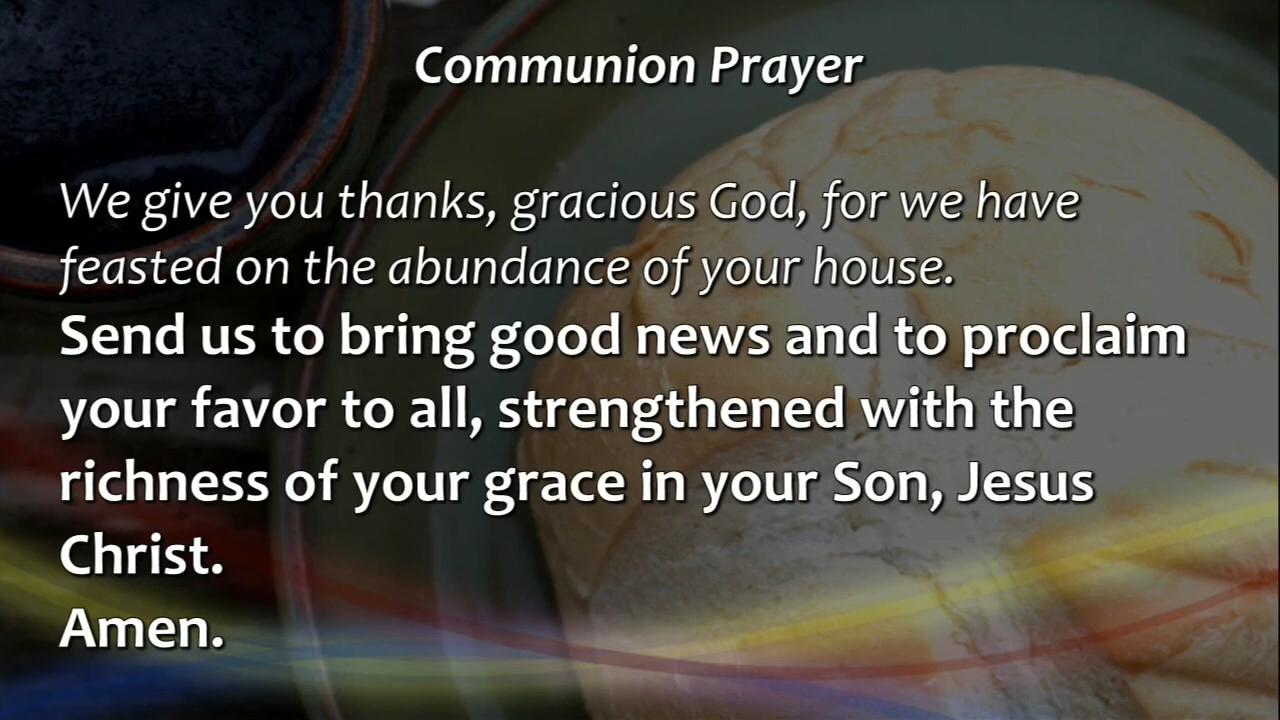 Communion Prayer
We give you thanks, gracious God, for we have
feasted on the abundance of your house.
Send us to bring good news and to proclaim
your favor to all, strengthened with the
richness of your grace in your Son, Jesus
Christ.
Amen.